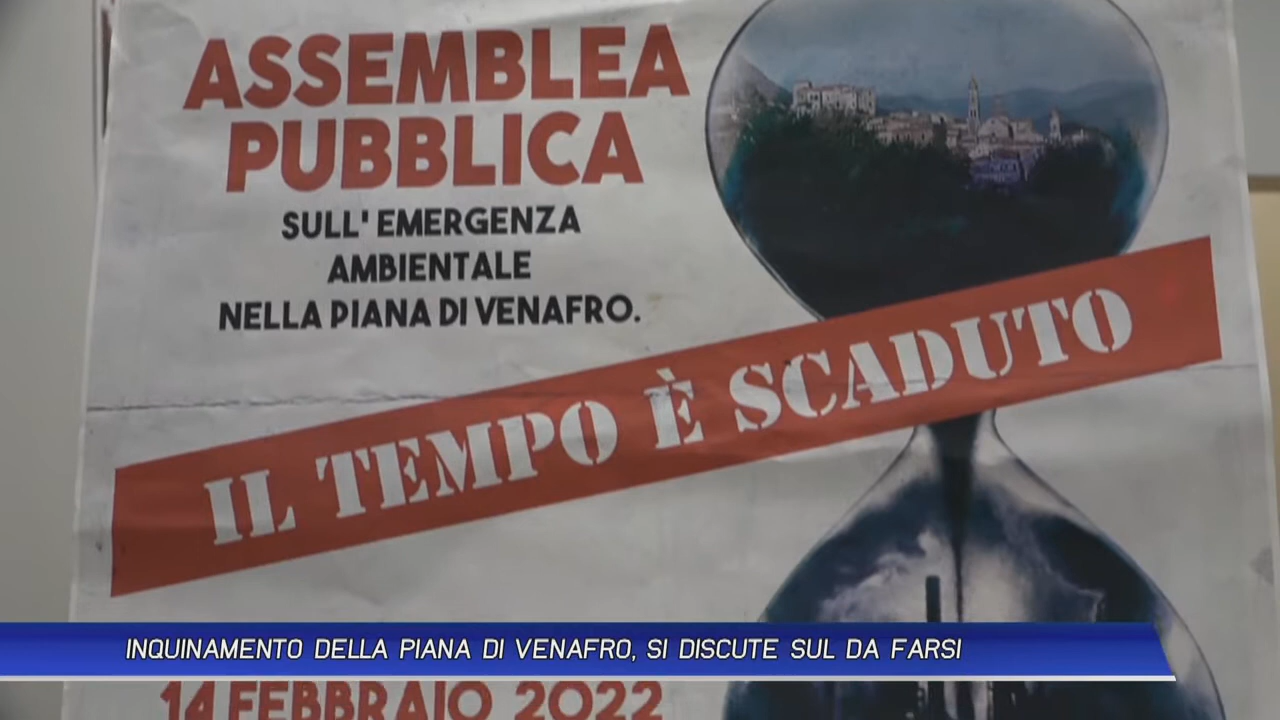 ASSEMBLEA
PUBBLICA
SULL'EMERGENZA
AMBIENTALE
NELLA PIANA DI VENAFRO.
IL TEMPO È SCADUTO
INQUINAMENTO DELLA PIANA DI VENAFRO, SI DISCUTE SUL DA FARSI
14 FEBBRAIO 2022